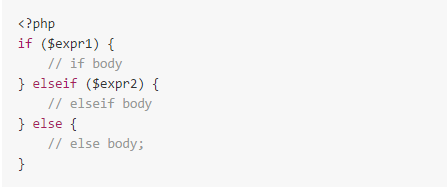 <?php
if ($expr1) {
    // if body
} elseif ($expr2) {
    // elseif body
} else {
    // else body;
}